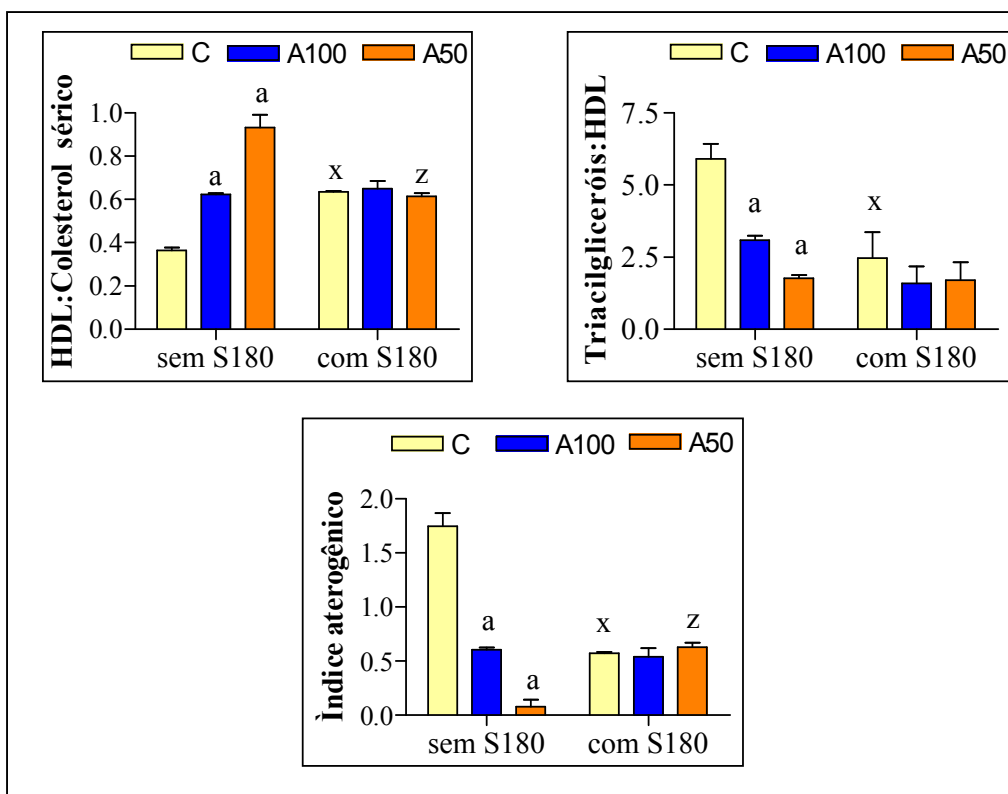 C A100 A50
HDL:Colesterol sérico
1.0
0.8
0.6
0.4
0.2
0.0
a
a
x
z
sem S180 com S180
C A100 A50
Triacilgliceróis:HDL
7.5
5.0
2.5
0.0
a
a
x
sem S180 com S180
C A100 A50
Ìndice aterogênico
2.0
1.5
1.0
0.5
0.0
a
a
x
z
sem S180 com S180